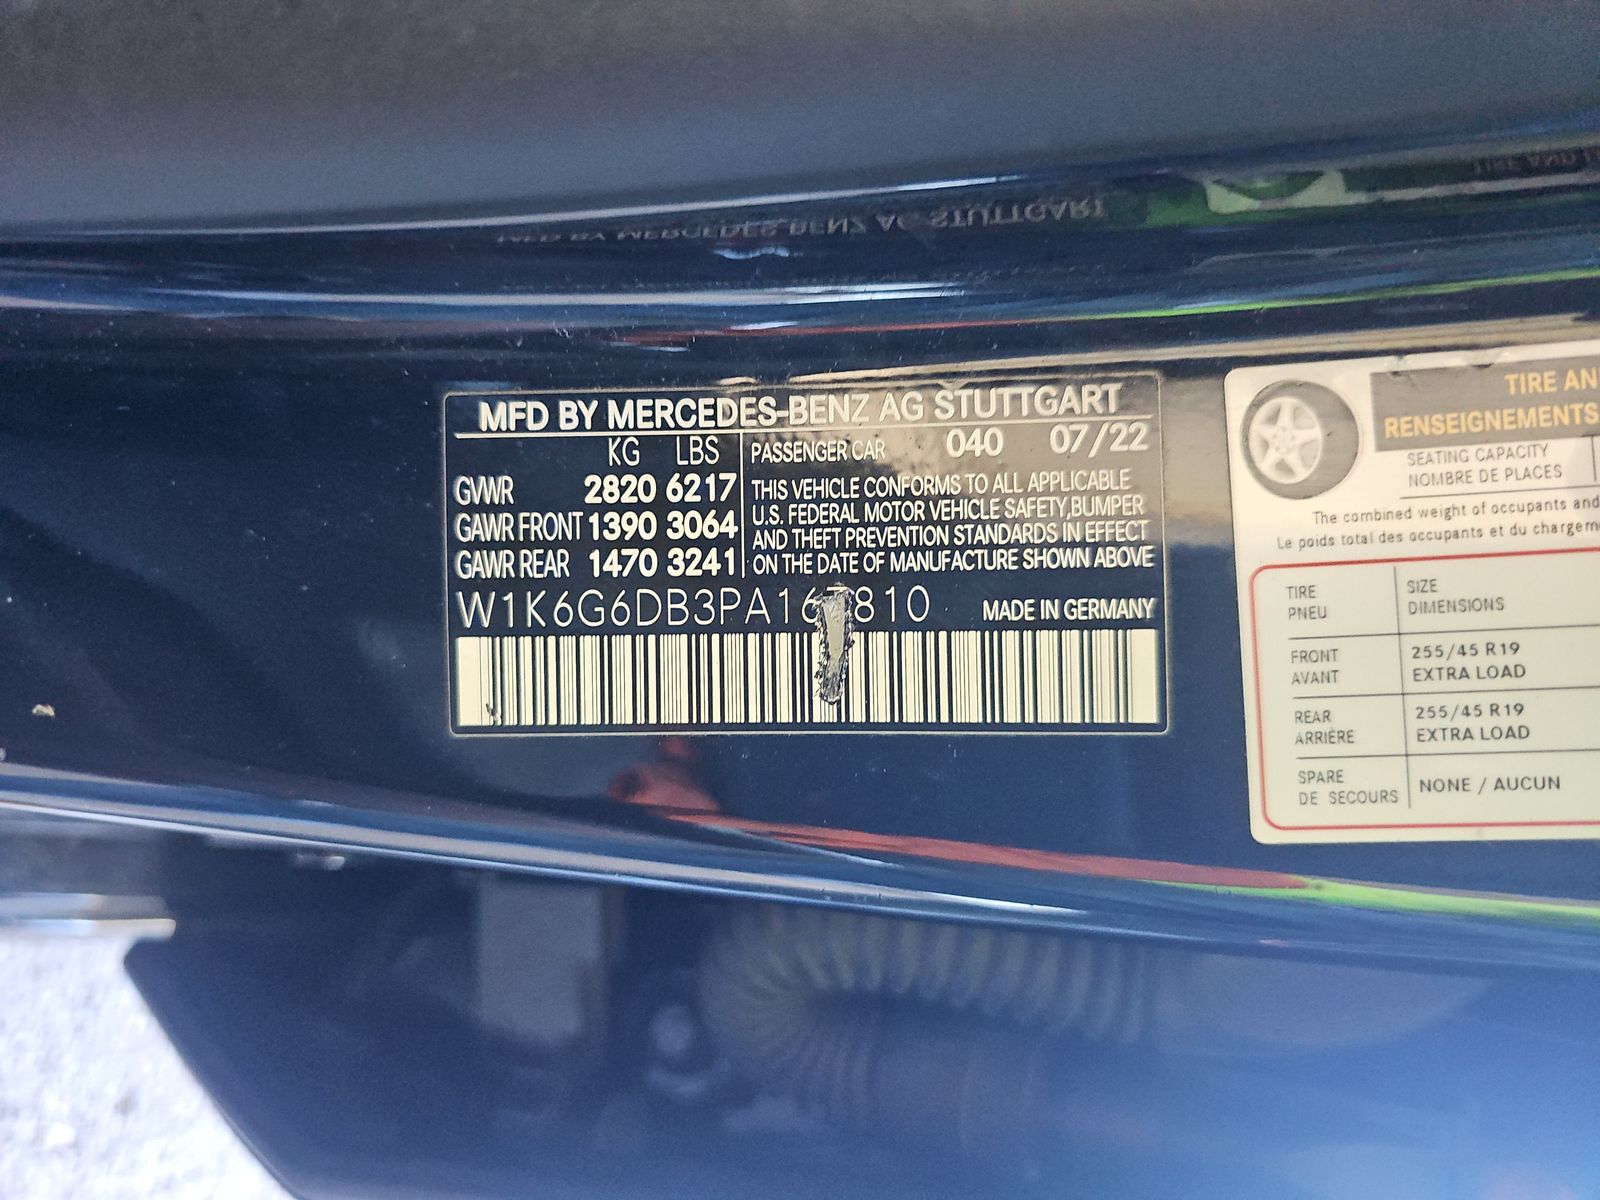 MFD BY MERCEDES-BENZ AG STUTTGART
KG LBS
GVWR 2820 6217
GAWR FRONT 1390 3064
GAWR REAR 1470 3241
PASSENGER CAR 040 07/22
THIS VEHICLE CONFORMS TO ALL APPLICABLE
U.S. FEDERAL MOTOR VEHICLE SAFETY,BUMPER
AND THEFT PREVENTION STANDARDS IN EFFECT
ON THE DATE OF MANUFACTURE SHOWN ABOVE
W1K6G6DB3PA167810 MADE IN GERMANY
TIRE AN
RENSEIGNEMENTS
SEATING CAPACITY
NOMBRE DE PLACES
The combined weight of occupants and
Le poids total des occupants et du chargem
TIRE SIZE
PNEU DIMENSIONS
FRONT 255/45 R19
AVANT EXTRA LOAD
REAR 255/45 R19
ARRIÈRE EXTRA LOAD
SPARE NONE / AUCUN
DE SECOURS